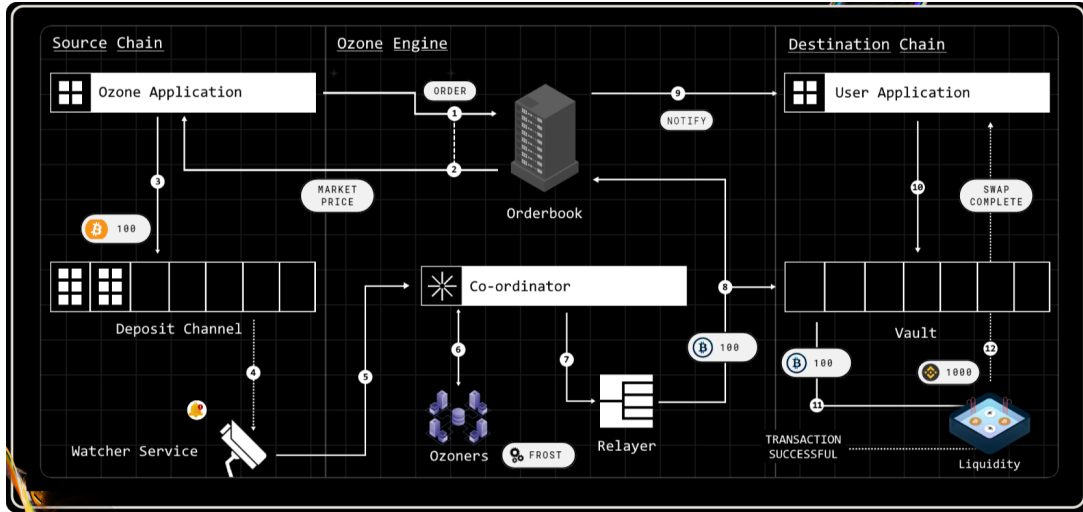 Source Chain
Ozone Engine
Destination Chain
Ozone Application
ORDER
1
9
NOTIFY
User Application
2
3
MARKET
PRICE
10
SWAP
COMPLETE
Orderbook
100
Co-ordinator
8
Deposit Channel
Vault
4
5
6
7
100
100
12
1000
11
Watcher Service
Ozoners
FROST
Relayer
TRANSACTION
SUCCESSFUL
Liquidity